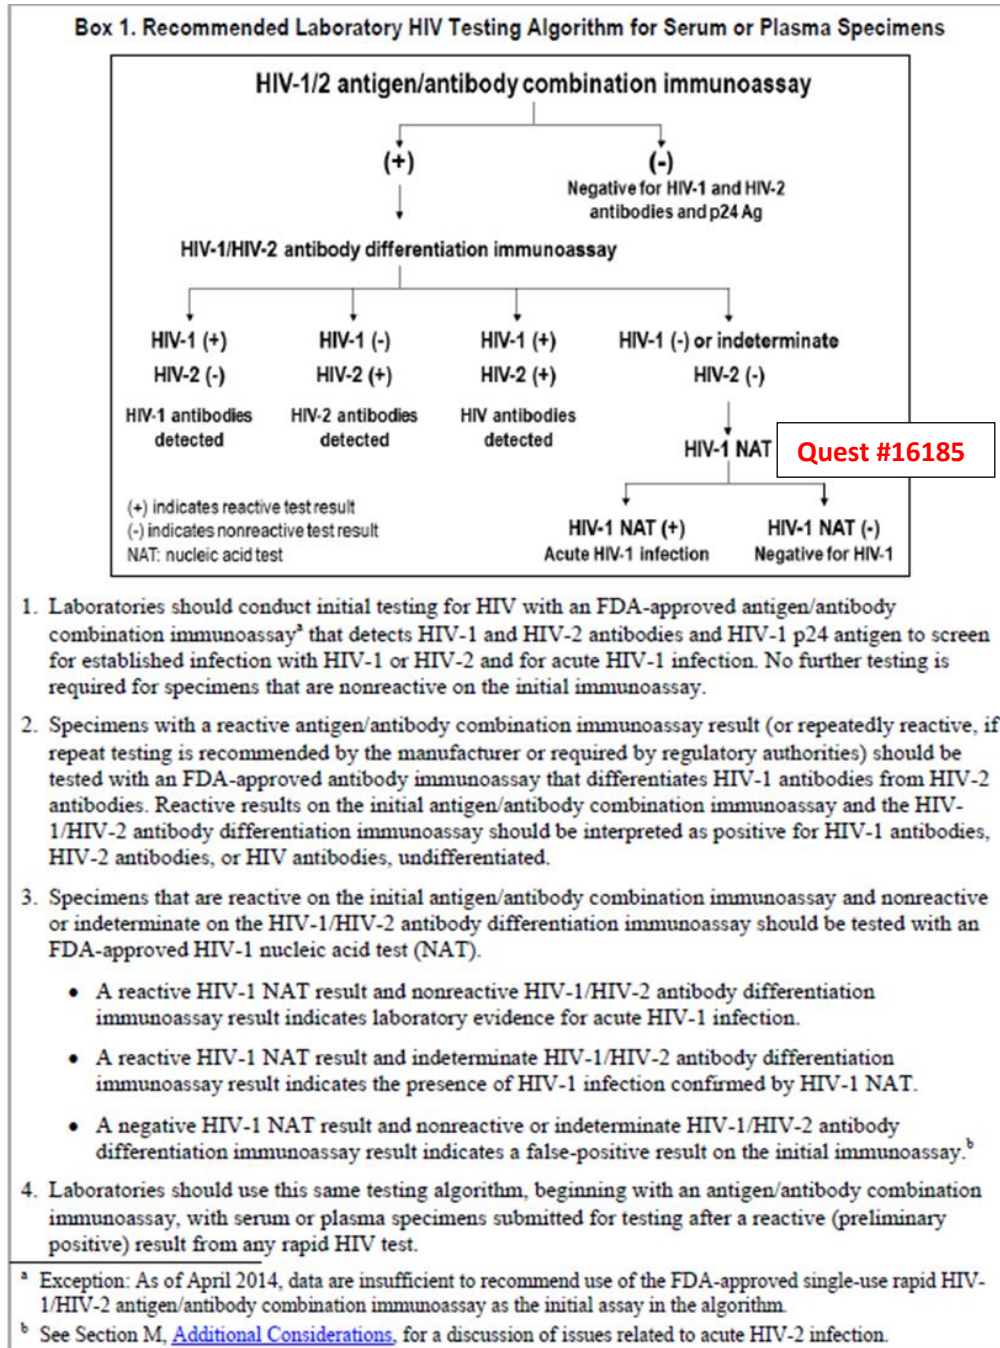 Box 1. Recommended Laboratory HIV Testing Algorithm for Serum or Plasma Specimens
HIV-1/2 antigen/antibody combination immunoassay
(+)
(-)
Negative for HIV-1 and HIV-2
antibodies and p24 Ag
HIV-1/HIV-2 antibody differentiation immunoassay
HIV-1 (+)
HIV-2 (-)
HIV-1 antibodies
detected
HIV-1 (-)
HIV-2 (+)
HIV-2 antibodies
detected
HIV-1 (+)
HIV-2 (+)
HIV antibodies
detected
HIV-1 (-) or indeterminate
HIV-2 (-)
HIV-1 NAT
Quest #16185
HIV-1 NAT (+)
Acute HIV-1 infection
HIV-1 NAT (-)
Negative for HIV-1
(+) indicates reactive test result
(-) indicates nonreactive test result
NAT: nucleic acid test
1. Laboratories should conduct initial testing for HIV with an FDA-approved antigen/antibody
combination immunoassayᵃ that detects HIV-1 and HIV-2 antibodies and HIV-1 p24 antigen to screen
for established infection with HIV-1 or HIV-2 and for acute HIV-1 infection. No further testing is
required for specimens that are nonreactive on the initial immunoassay.
2. Specimens with a reactive antigen/antibody combination immunoassay result (or repeatedly reactive, if
repeat testing is recommended by the manufacturer or required by regulatory authorities) should be
tested with an FDA-approved antibody immunoassay that differentiates HIV-1 antibodies from HIV-2
antibodies. Reactive results on the initial antigen/antibody combination immunoassay and the HIV-
1/HIV-2 antibody differentiation immunoassay should be interpreted as positive for HIV-1 antibodies,
HIV-2 antibodies, or HIV antibodies, undifferentiated.
3. Specimens that are reactive on the initial antigen/antibody combination immunoassay and nonreactive
or indeterminate on the HIV-1/HIV-2 antibody differentiation immunoassay should be tested with an
FDA-approved HIV-1 nucleic acid test (NAT).
• A reactive HIV-1 NAT result and nonreactive HIV-1/HIV-2 antibody differentiation
immunoassay result indicates laboratory evidence for acute HIV-1 infection.
• A reactive HIV-1 NAT result and indeterminate HIV-1/HIV-2 antibody differentiation
immunoassay result indicates the presence of HIV-1 infection confirmed by HIV-1 NAT.
• A negative HIV-1 NAT result and nonreactive or indeterminate HIV-1/HIV-2 antibody
differentiation immunoassay result indicates a false-positive result on the initial immunoassay.ᵇ
4. Laboratories should use this same testing algorithm, beginning with an antigen/antibody combination
immunoassay, with serum or plasma specimens submitted for testing after a reactive (preliminary
positive) result from any rapid HIV test.
ᵃ Exception: As of April 2014, data are insufficient to recommend use of the FDA-approved single-use rapid HIV-
1/HIV-2 antigen/antibody combination immunoassay as the initial assay in the algorithm.
ᵇ See Section M, Additional Considerations, for a discussion of issues related to acute HIV-2 infection.